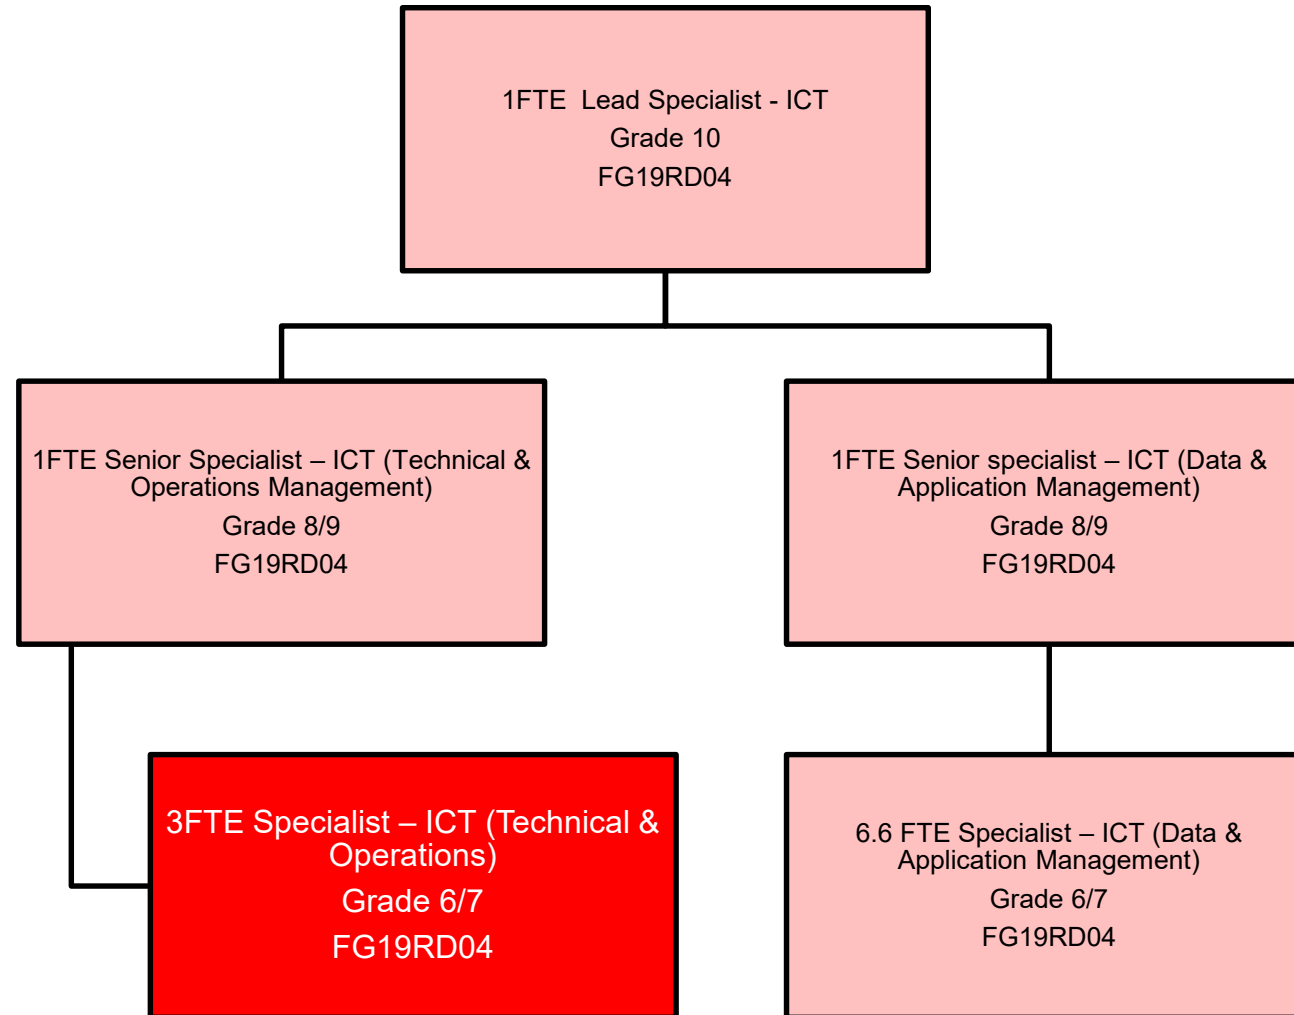 1FTE  Lead Specialist - ICT
Grade 10
FG19RD04
1FTE Senior Specialist – ICT (Technical &
Operations Management)
Grade 8/9
FG19RD04
1FTE Senior specialist – ICT (Data &
Application Management)
Grade 8/9
FG19RD04
3FTE Specialist – ICT (Technical &
Operations)
Grade 6/7
FG19RD04
6.6 FTE Specialist – ICT (Data &
Application Management)
Grade 6/7
FG19RD04